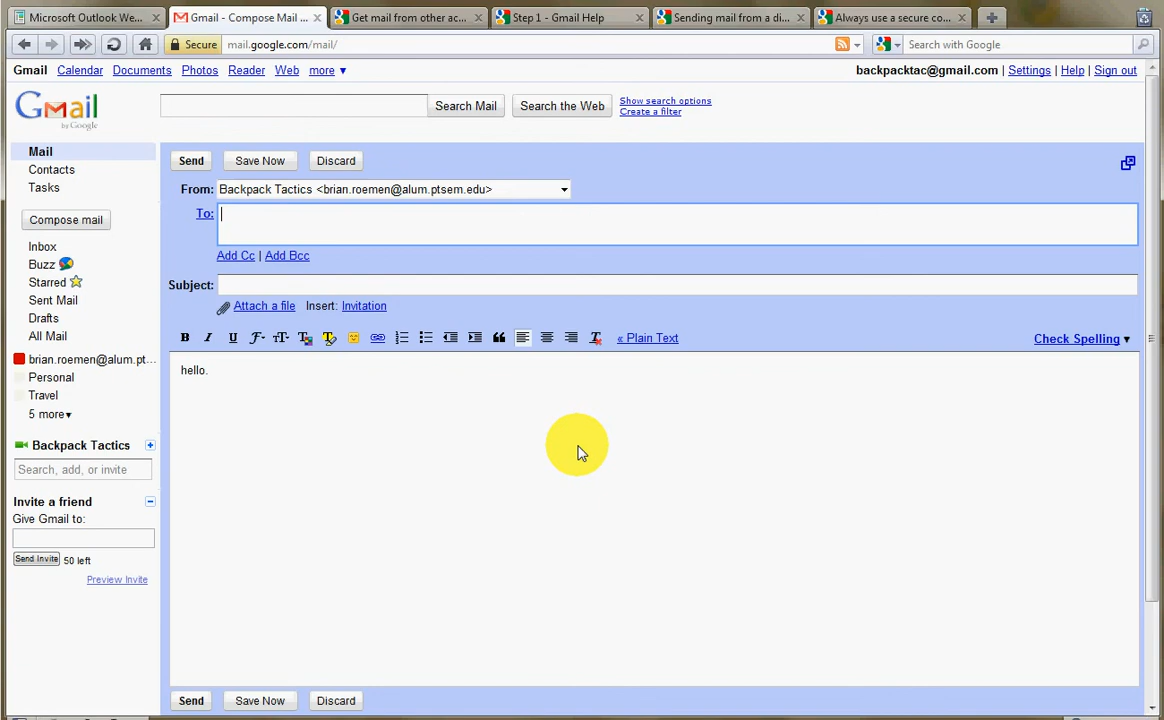 Microsoft Outlook We... Gmail - Compose Mail ... Get mail from other ac... Step 1 - Gmail Help Sending mail from a di... Always use a secure co...
Secure mail.google.com/mail/ Search with Google
Gmail Calendar Documents Photos Reader Web more ▼ backpacktac@gmail.com | Settings | Help | Sign out
Gmail by Google Search Mail Search the Web Show search options
Create a filter
Mail
Contacts
Tasks
Compose mail
Inbox
Buzz
Starred
Sent Mail
Drafts
All Mail
brian.roemen@alum.pt...
Personal
Travel
5 more▼
Backpack Tactics
Search, add, or invite
Invite a friend
Give Gmail to:
Send Invite 50 left
Preview Invite
Send Save Now Discard
From: Backpack Tactics <brian.roemen@alum.ptsem.edu>
To:
Add Cc | Add Bcc
Subject:
Attach a file Insert: Invitation
B I U « Plain Text Check Spelling ▼
hello.
Send Save Now Discard